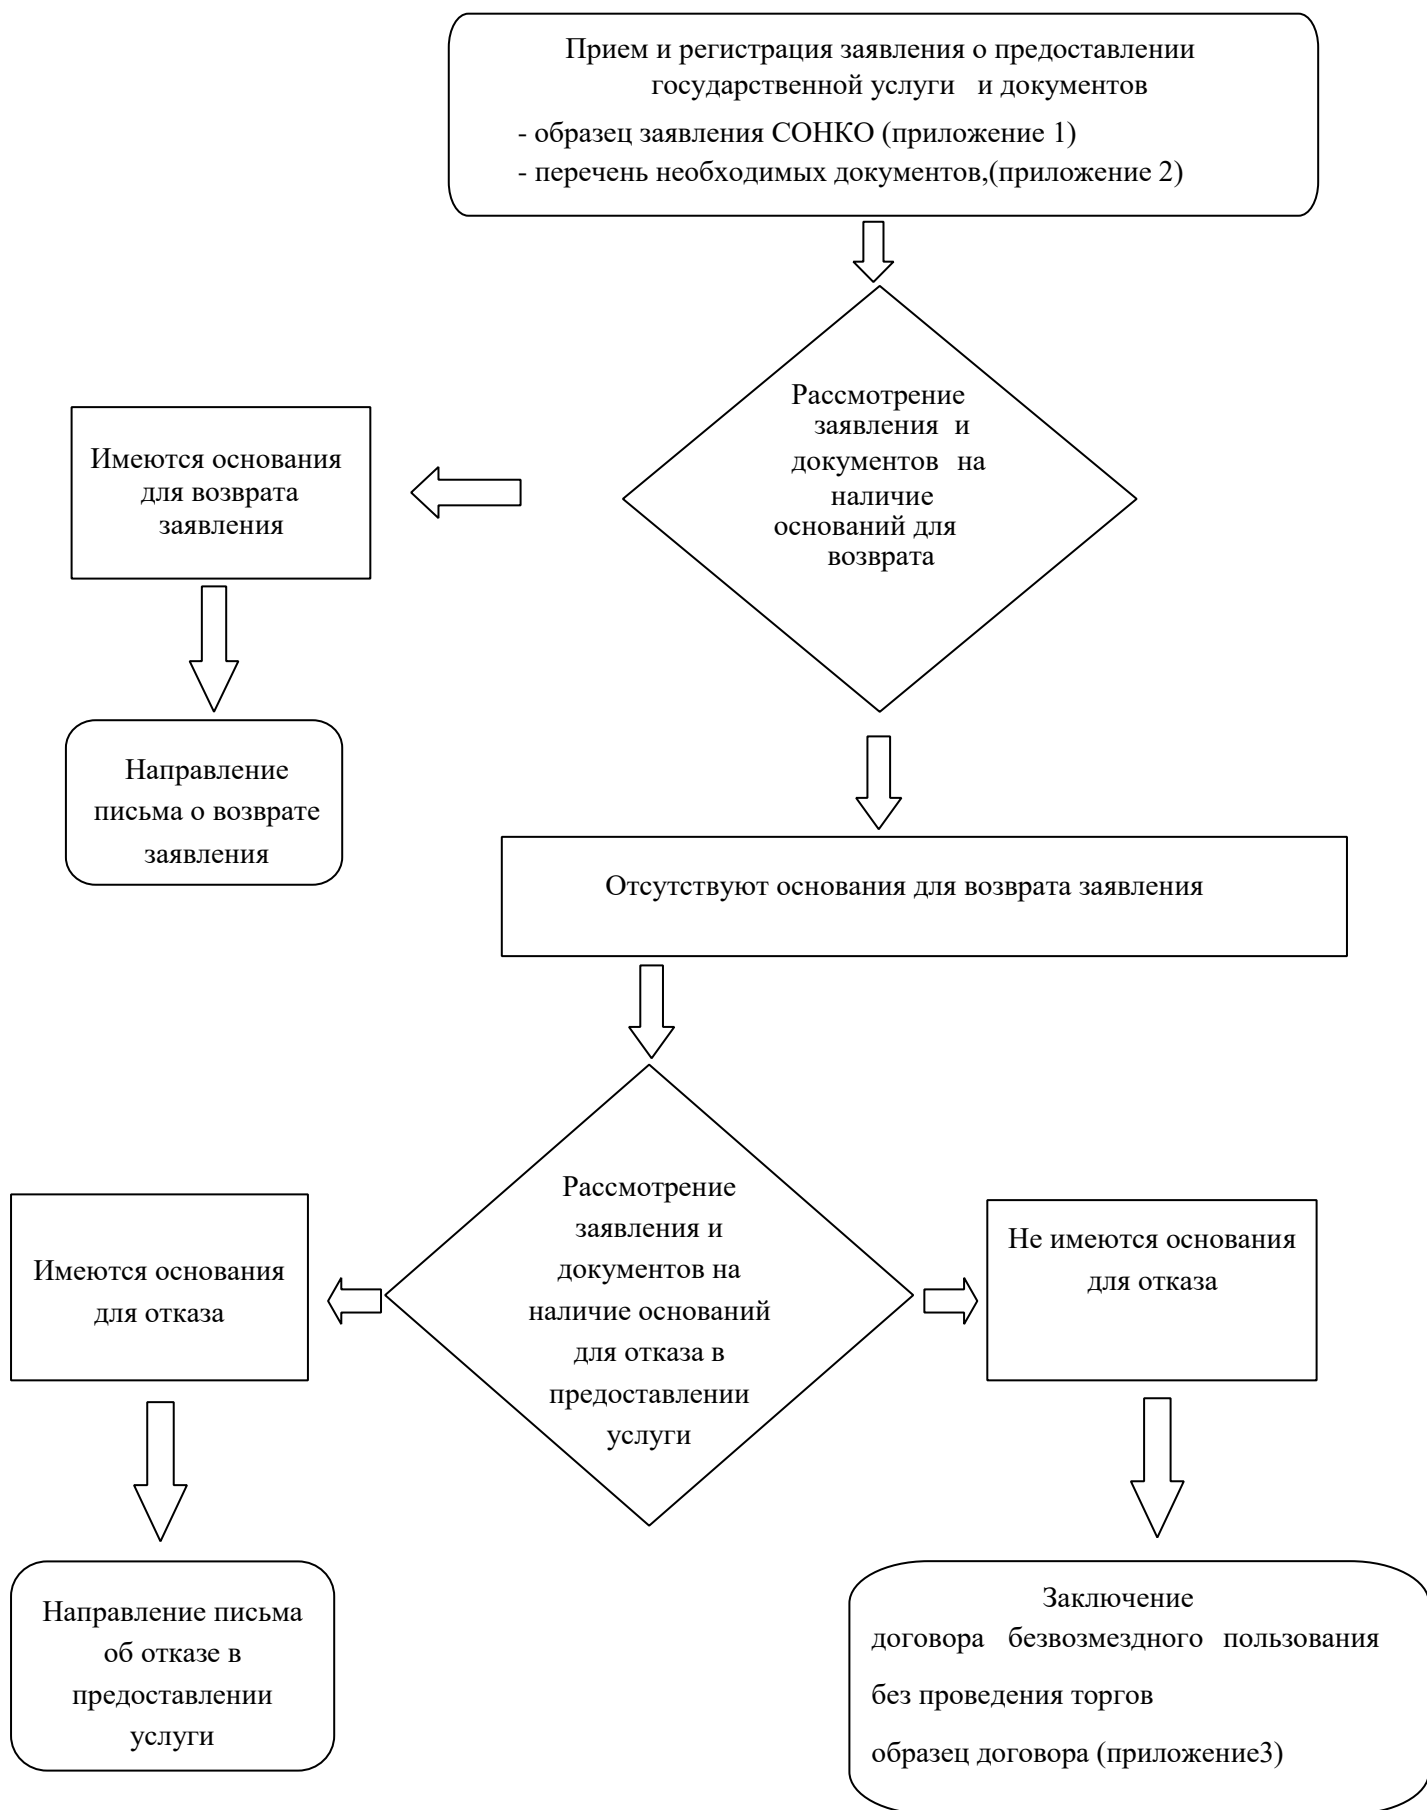 Прием и регистрация заявления о предоставлении
государственной услуги и документов
- образец заявления СОНКО (приложение 1)
- перечень необходимых документов,(приложение 2)
Рассмотрение
заявления и
документов на
наличие
оснований для
возврата
Имеются основания
для возврата
заявления
Направление
письма о возврате
заявления
Отсутствуют основания для возврата заявления
Рассмотрение
заявления и
документов на
наличие оснований
для отказа в
предоставлении
услуги
Имеются основания
для отказа
Не имеются основания
для отказа
Направление письма
об отказе в
предоставлении
услуги
Заключение
договора безвозмездного пользования
без проведения торгов
образец договора (приложение3)